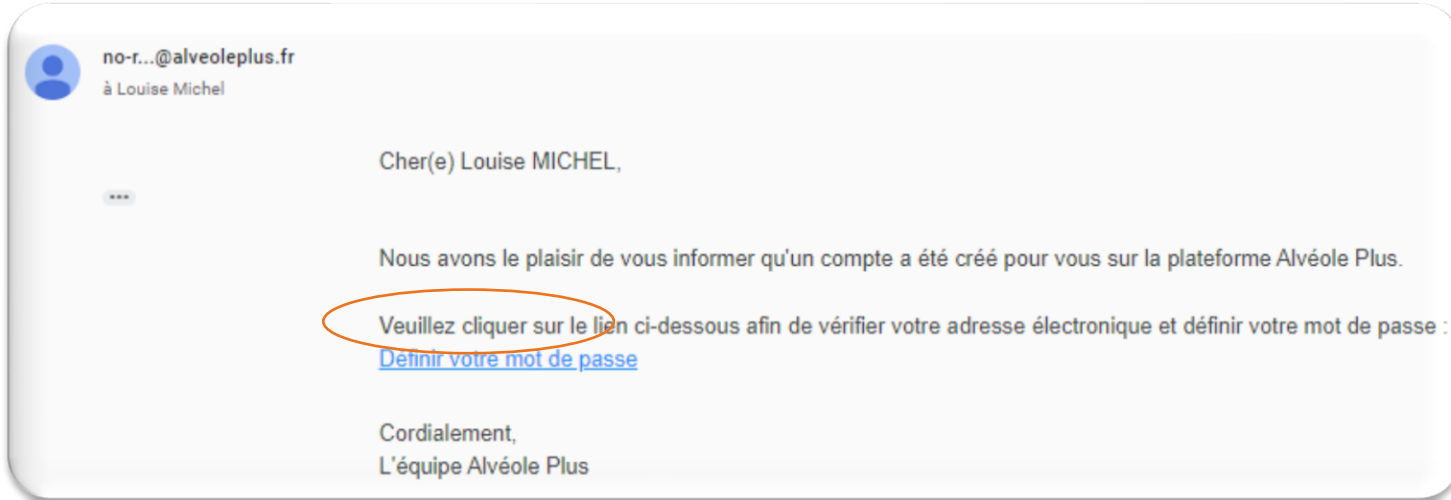 no-r...@alveoleplus.fr
à Louise Michel
Cher(e) Louise MICHEL,
Nous avons le plaisir de vous informer qu'un compte a été créé pour vous sur la plateforme Alvéole Plus.
Veuillez cliquer sur le lien ci-dessous afin de vérifier votre adresse électronique et définir votre mot de passe :
Définir votre mot de passe
Cordialement,
L'équipe Alvéole Plus